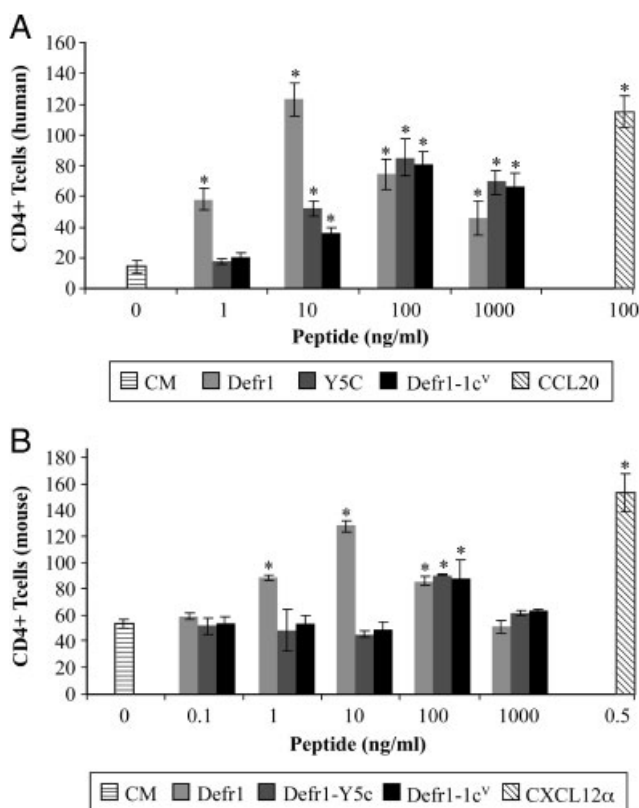 A
CD4+ Tcells (human)
160
140
120
100
80
60
40
20
0
* * * * * * * * * * *
0 1 10 100 1000 100
Peptide (ng/ml)
CM Defr1 Y5C Defr1-1cᵛ CCL20
B
CD4+ Tcells (mouse)
180
160
140
120
100
80
60
40
20
0
* * * * * *
0 0.1 1 10 100 1000 0.5
Peptide (ng/ml)
CM Defr1 Defr1-Y5c Defr1-1cᵛ CXCL12α